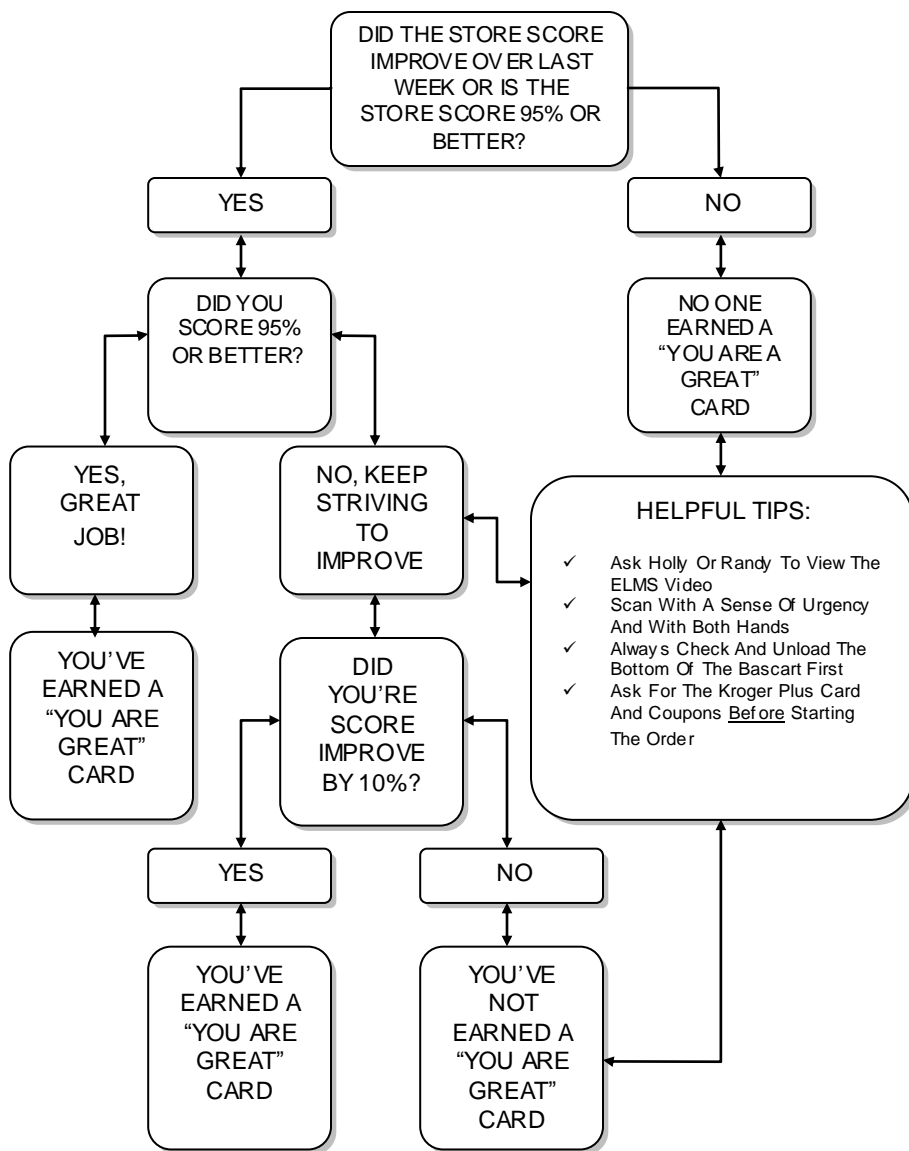 DID THE STORE SCORE
IMPROVE OVER LAST
WEEK OR IS THE
STORE SCORE 95% OR
BETTER?
YES
NO
DID YOU
SCORE 95%
OR BETTER?
NO ONE
EARNED A
“YOU ARE A
GREAT”
CARD
YES,
GREAT
JOB!
NO, KEEP
STRIVING
TO
IMPROVE
HELPFUL TIPS:
✓ Ask Holly Or Randy To View The
ELMS Video
✓ Scan With A Sense Of Urgency
And With Both Hands
✓ Always Check And Unload The
Bottom Of The Bascart First
✓ Ask For The Kroger Plus Card
And Coupons Before Starting
The Order
YOU’VE
EARNED A
“YOU ARE
GREAT”
CARD
DID
YOU’RE
SCORE
IMPROVE
BY 10%?
YES
NO
YOU’VE
EARNED A
“YOU ARE
GREAT”
CARD
YOU’VE
NOT
EARNED A
“YOU ARE
GREAT”
CARD